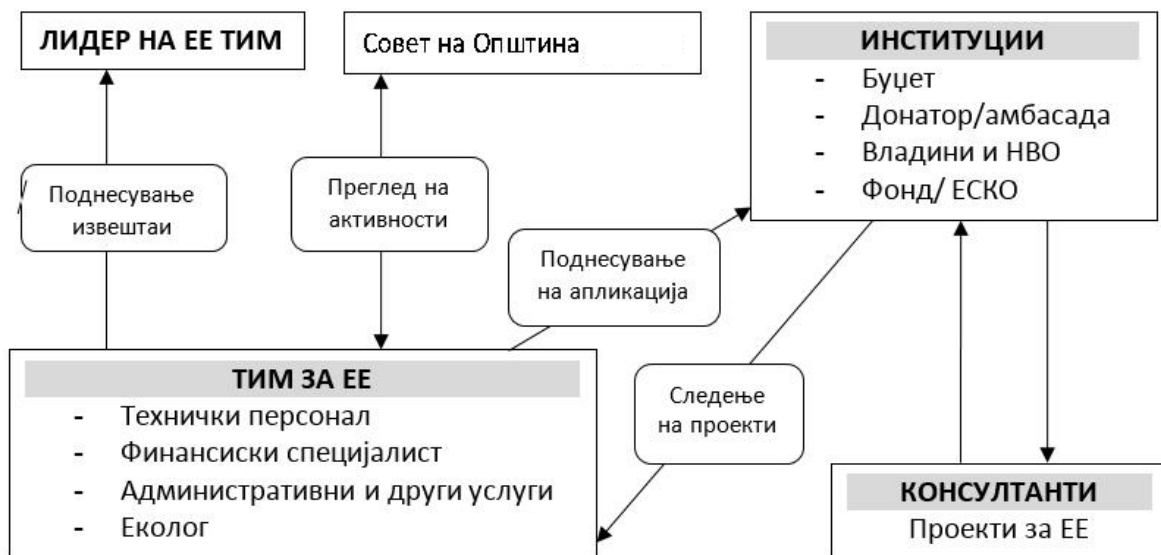 ЛИДЕР НА ЕЕ ТИМ
Совет на Општина
ИНСТИТУЦИИ
- Буџет
- Донатор/амбасада
- Владини и НВО
- Фонд/ ЕСКО
Поднесување
извештаи
Преглед на
активности
Поднесување
на апликација
ТИМ ЗА ЕЕ
- Технички персонал
- Финансиски специјалист
- Административни и други услуги
- Еколог
Следење
на проекти
КОНСУЛТАНТИ
Проекти за ЕЕ